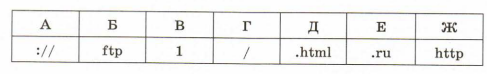 А Б В Г Д Е Ж
:// ftp 1 / .html .ru http